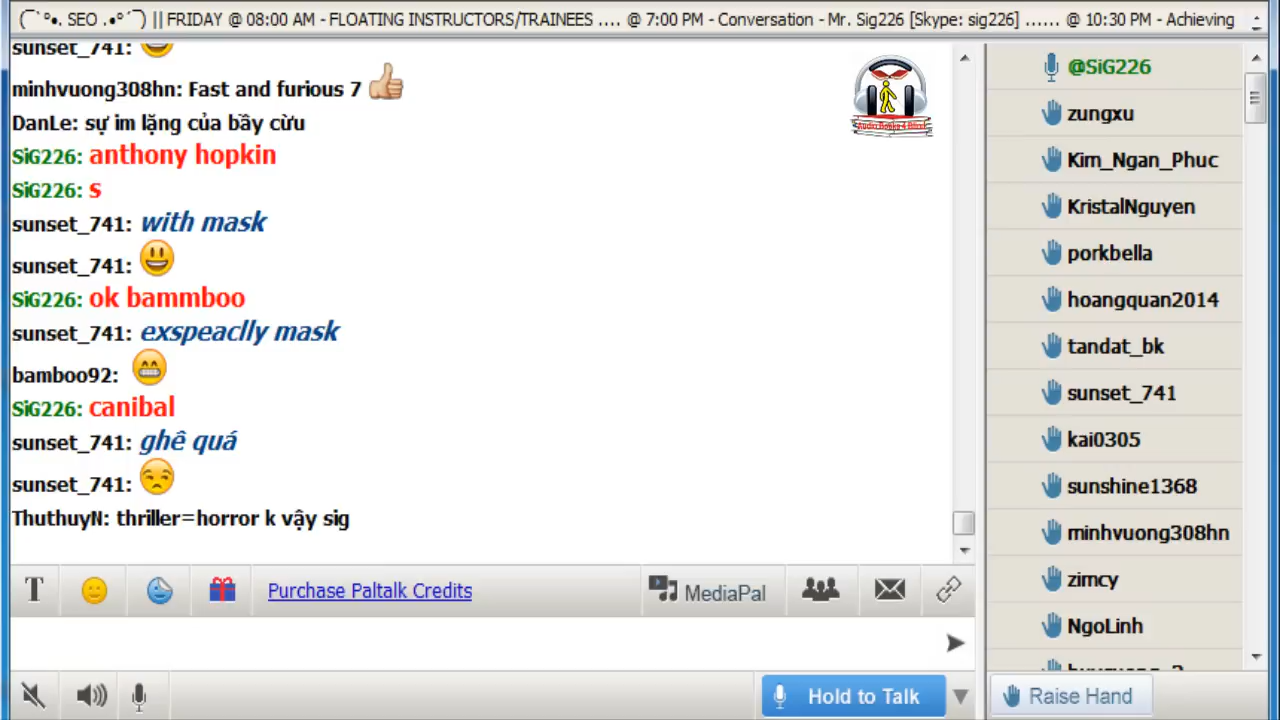 (¯`°•. SEO .•°´¯) || FRIDAY @ 08:00 AM - FLOATING INSTRUCTORS/TRAINEES .... @ 7:00 PM - Conversation - Mr. Sig226 [Skype: sig226] ...... @ 10:30 PM - Achieving
sunset_741:
minhvuong308hn: Fast and furious 7
DanLe: sự im lặng của bầy cừu
SiG226: anthony hopkin
SiG226: s
sunset_741: with mask
sunset_741:
SiG226: ok bammboo
sunset_741: exspeaclly mask
bamboo92:
SiG226: canibal
sunset_741: ghê quá
sunset_741:
ThuthuyN: thriller=horror k vậy sig
@SiG226
zungxu
Kim_Ngan_Phuc
KristalNguyen
porkbella
hoangquan2014
tandat_bk
sunset_741
kai0305
sunshine1368
minhvuong308hn
zimcy
NgoLinh
T
Purchase Paltalk Credits
MediaPal
Hold to Talk
Raise Hand